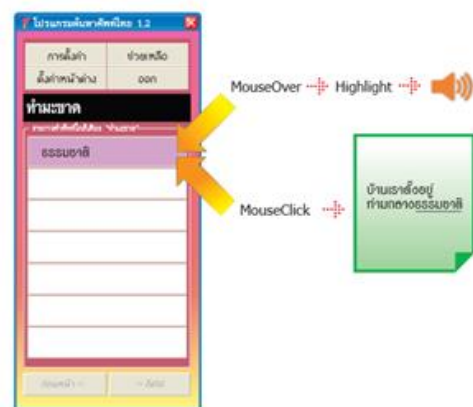 โปรแกรมค้นหาศัพท์ไทย 1.2
การตั้งค่า ช่วยเหลือ
ตั้งค่าหน้าต่าง ออก
ทำมะชาด
ธรรมชาติ
MouseOver Highlight
MouseClick
บ้านเราตั้งอยู่
ท่ามกลางธรรมชาติ